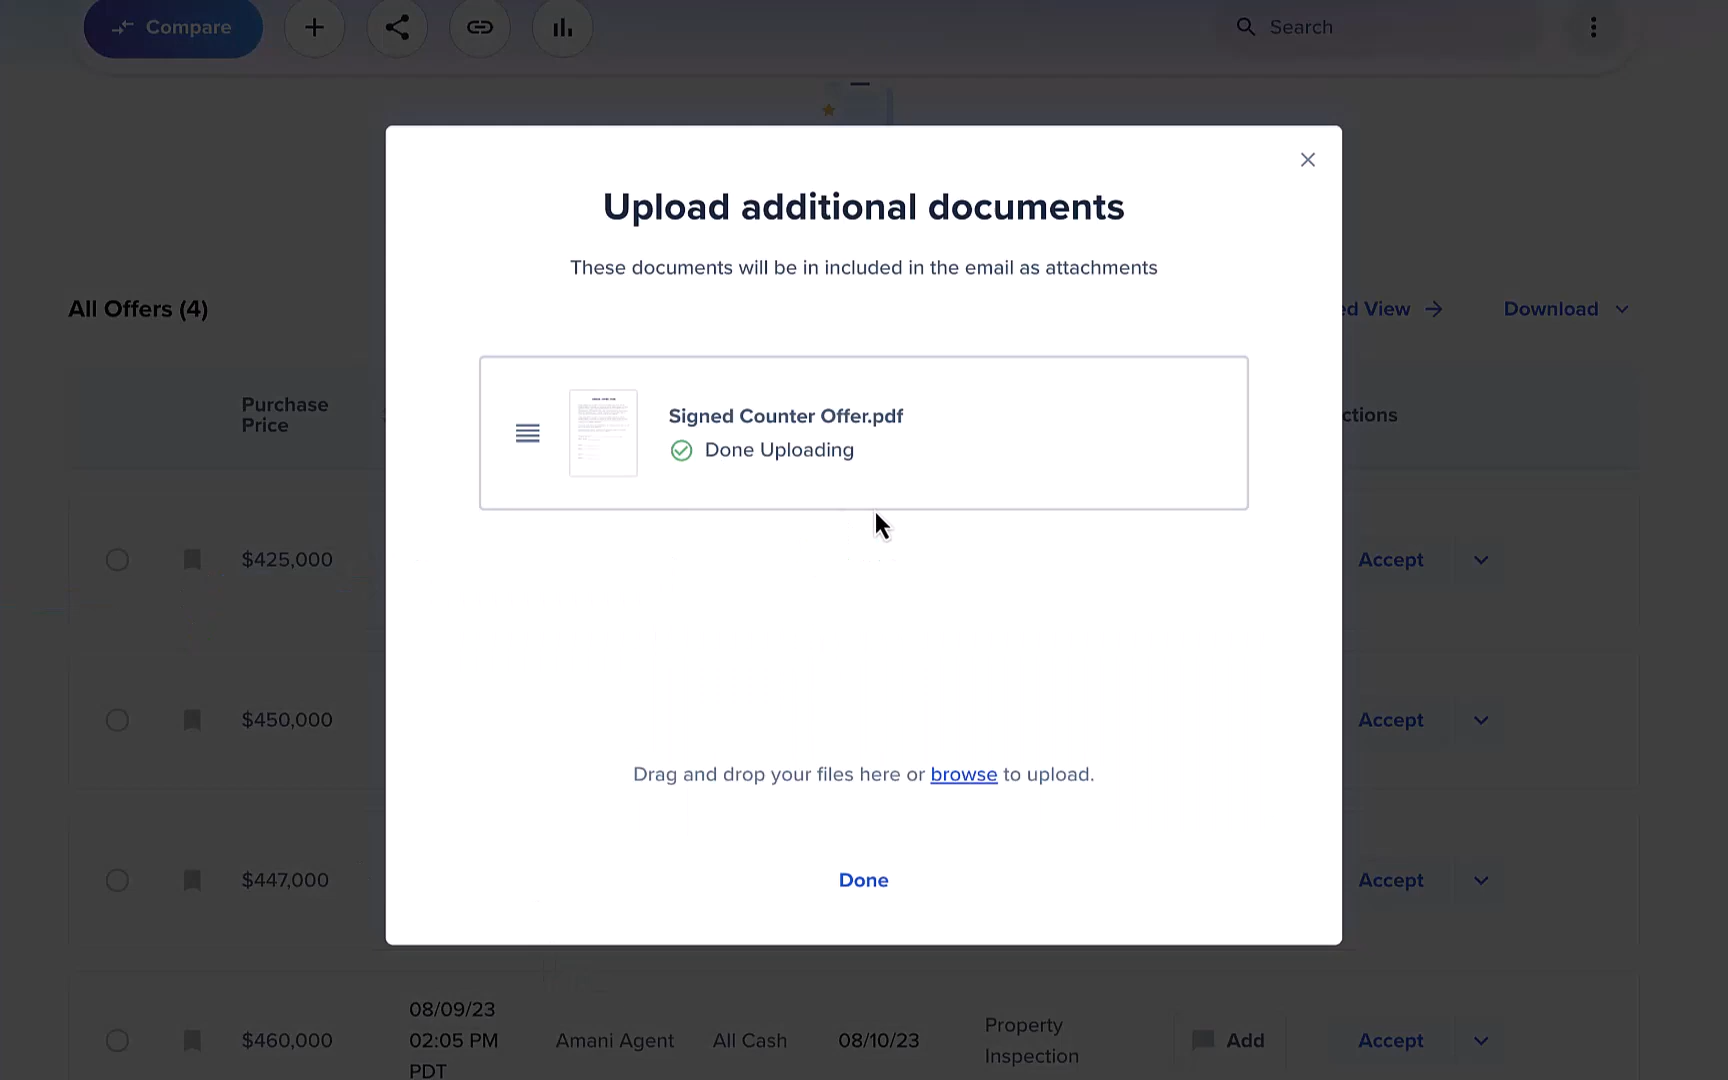 Compare
Search
Upload additional documents
These documents will be in included in the email as attachments
All Offers (4)
View
Download
Purchase
Price
Signed Counter Offer.pdf
Done Uploading
$425,000
Accept
$450,000
Accept
Drag and drop your files here or browse to upload.
$447,000
Accept
Done
08/09/23
02:05 PM
PDT
$460,000
Amani Agent
All Cash
08/10/23
Property
Inspection
Add
Accept